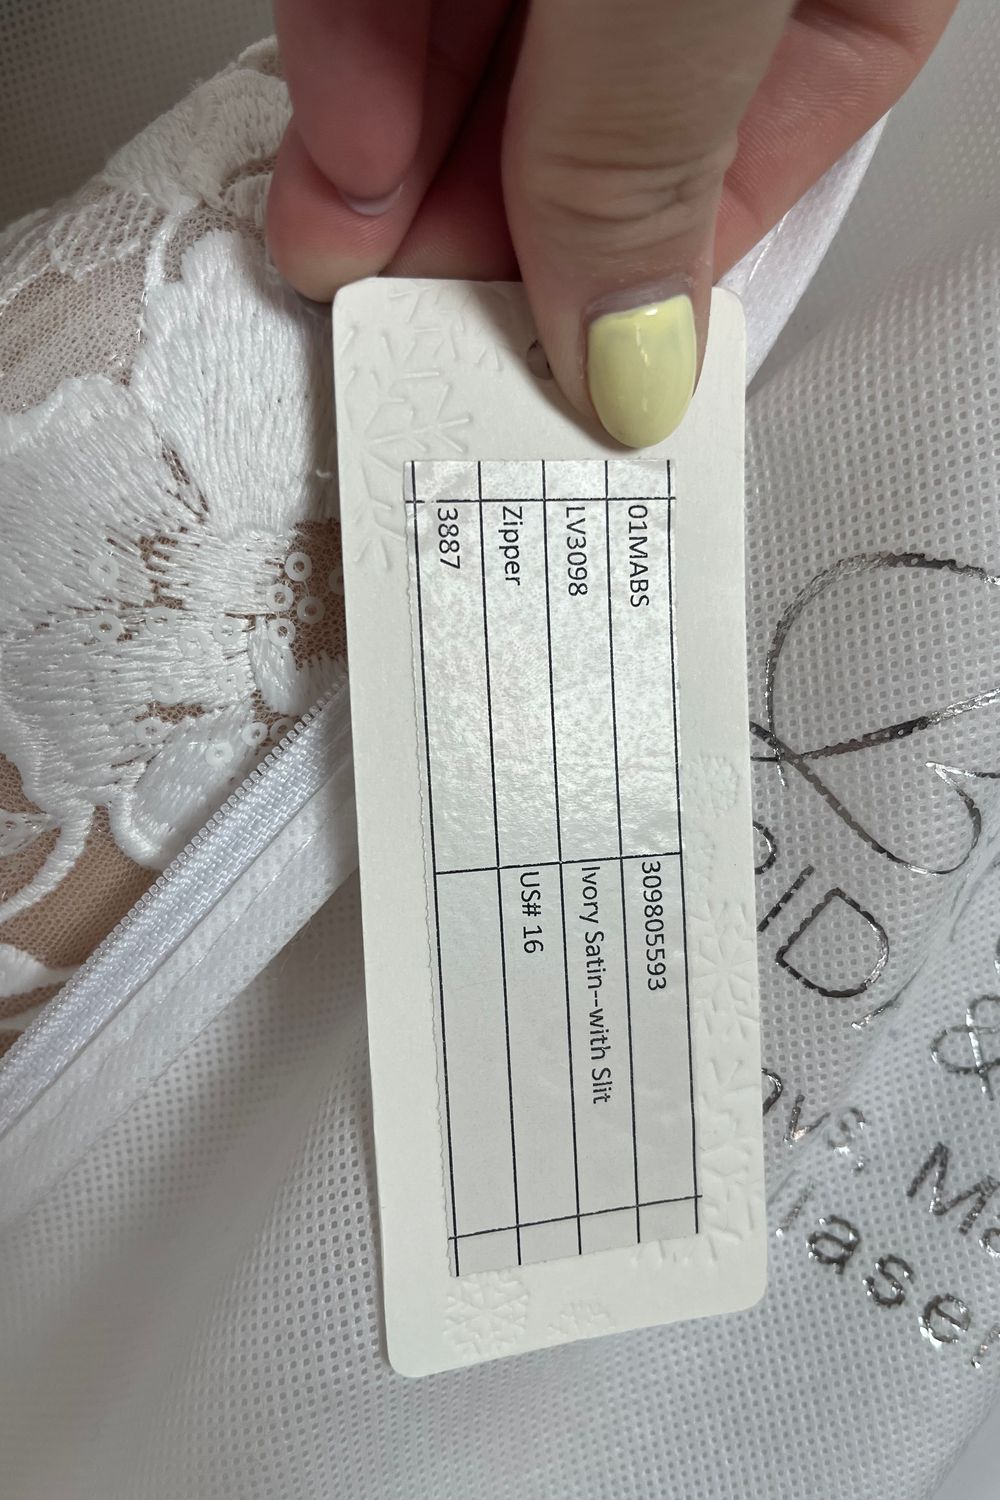 01MABS 309805593
LV3098 Ivory Satin--with Slit
Zipper US# 16
3887
&